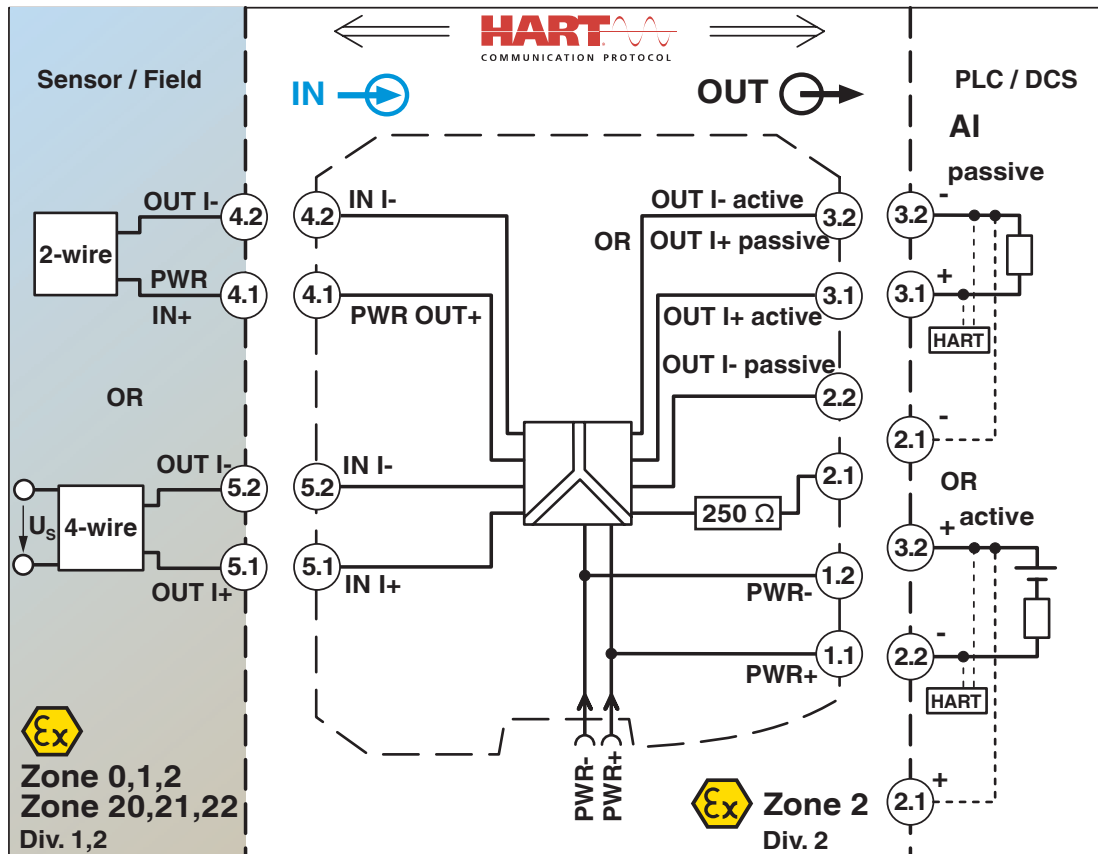 HART
COMMUNICATION PROTOCOL
Sensor / Field
IN
OUT
PLC / DCS
AI
passive
2-wire
OUT I-
4.2
PWR
IN+
4.1
OR
4-wire
US
OUT I-
5.2
OUT I+
5.1
4.2
IN I-
4.1
PWR OUT+
5.2
IN I-
5.1
IN I+
OUT I- active
OR
OUT I+ passive
3.2
OUT I+ active
3.1
OUT I- passive
2.2
250 Ω
2.1
PWR-
1.2
PWR+
1.1
PWR-
PWR+
3.2
-
3.1
+
HART
2.1
-
OR
active
3.2
+
2.2
-
HART
2.1
+
Ex
Zone 0,1,2
Zone 20,21,22
Div. 1,2
Ex
Zone 2
Div. 2